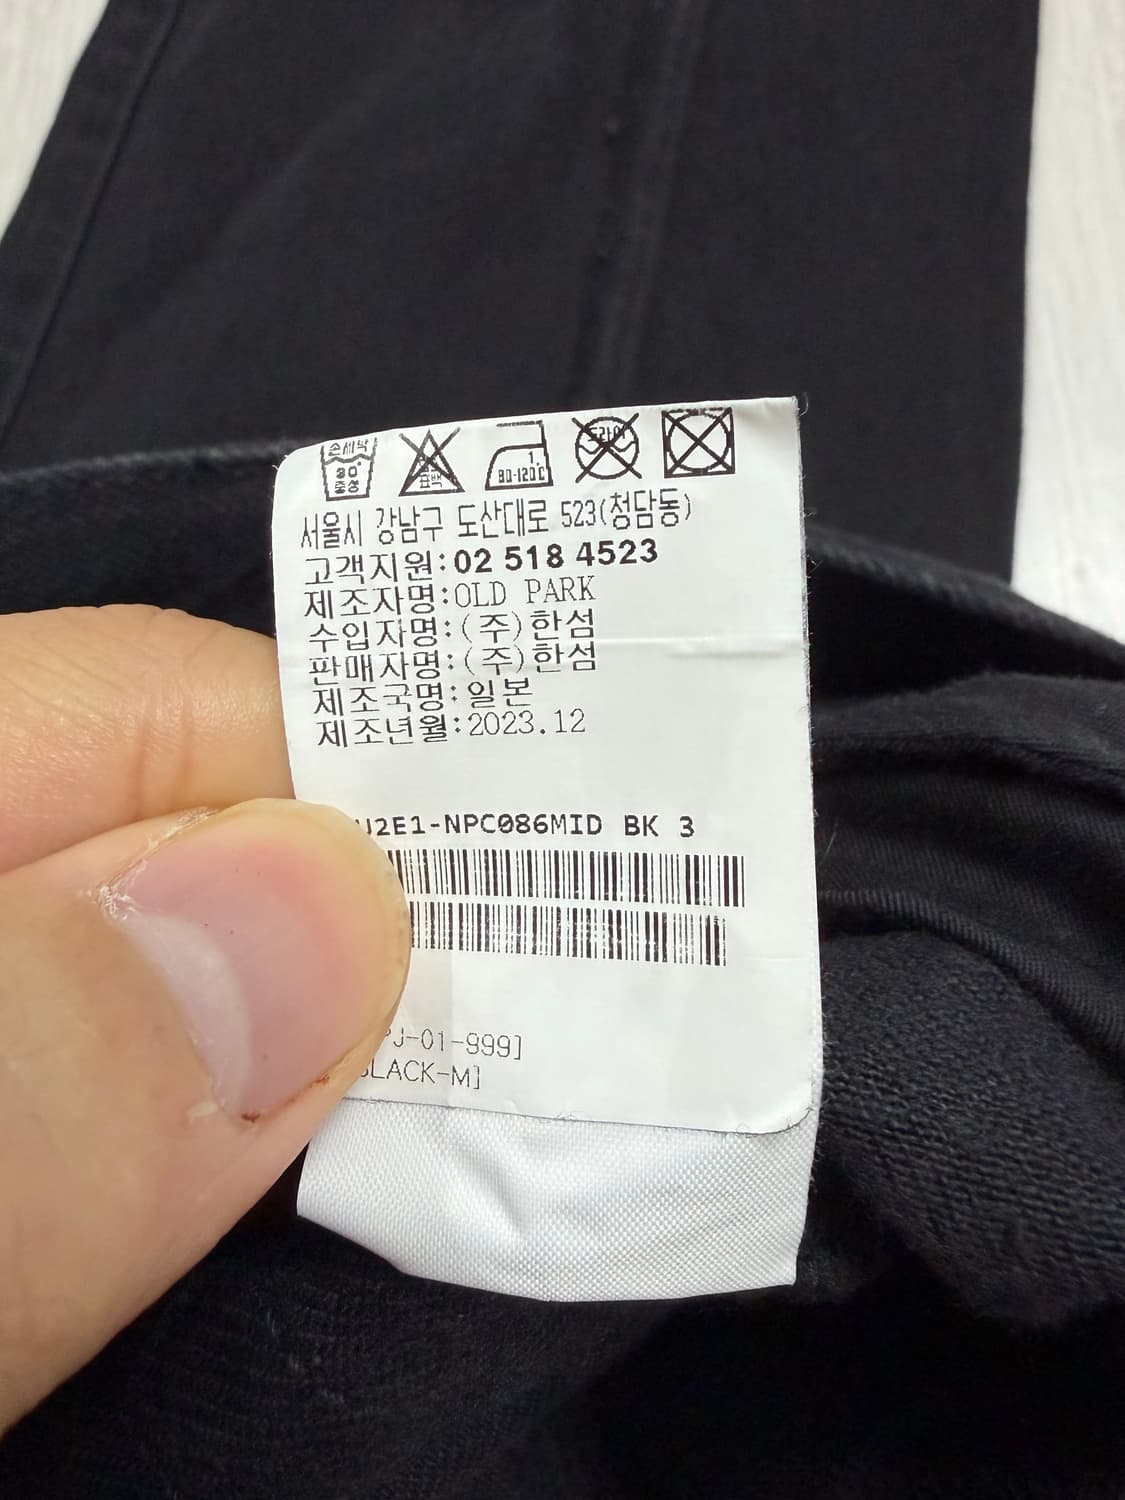 손세탁 30° 중성 표백 1. 80-120℃ 드라이
서울시 강남구 도산대로 523(청담동)
고객지원:02 518 4523
제조자명:OLD PARK
수입자명:(주)한섬
판매자명:(주)한섬
제조국명:일본
제조년월:2023.12
2E1-NPC086MID BK 3
J-01-999]
LACK-M]